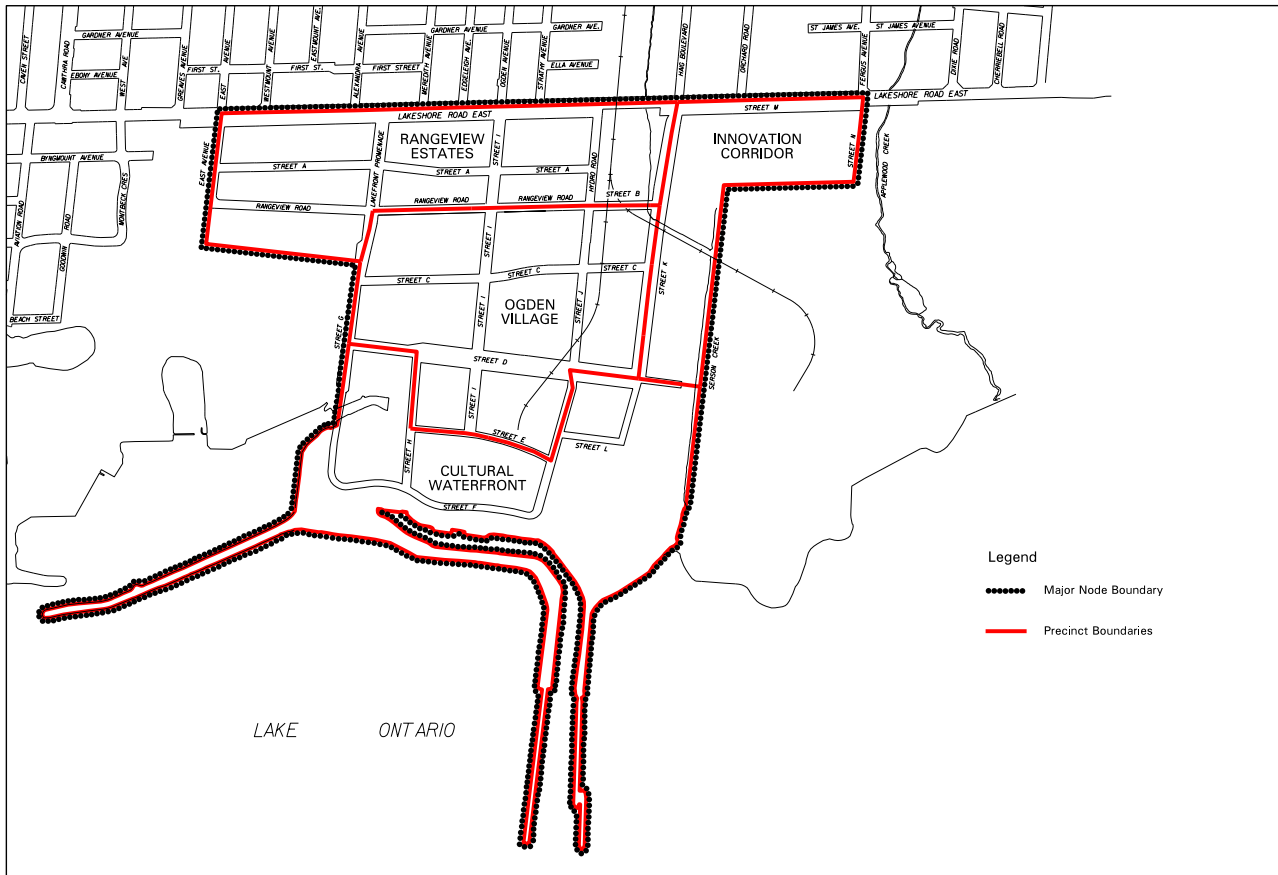 CAVEN STREET
CAWTHRA ROAD
GARDNER AVENUE
WEST AVE
EBONY AVENUE
GREAVES AVENUE
EAST AVENUE
FIRST ST.
WESTMOUNT AVENUE
FIRST ST.
EASTMOUNT AVE.
ALEXANDRA AVENUE
FIRST STREET
GARDNER AVENUE
MEREDITH AVENUE
EDGELEIGH AVE.
OGDEN AVENUE
STRATHY AVENUE
GARDNER AVE.
ELLA AVENUE
HAIG BOULEVARD
ORCHARD ROAD
ST JAMES AVE.
ST JAMES AVENUE
FERGUS AVENUE
DIXIE ROAD
CHERRIEBELL ROAD
LAKESHORE ROAD EAST
LAKESHORE ROAD EAST
STREET M
BYNGMOUNT AVENUE
AVIATION ROAD
GOODWIN ROAD
MONTBECK CRES
BEACH STREET
EAST AVENUE
STREET A
RANGEVIEW ROAD
LAKEFRONT PROMENADE
RANGEVIEW
ESTATES
STREET I
STREET A
STREET A
HYDRO ROAD
STREET B
RANGEVIEW ROAD
RANGEVIEW ROAD
INNOVATION
CORRIDOR
STREET N
APPLEWOOD CREEK
STREET I
STREET C
STREET C
STREET C
STREET K
OGDEN
VILLAGE
STREET I
STREET J
STREET G
STREET D
SERSON CREEK
STREET I
STREET H
STREET E
STREET L
CULTURAL
WATERFRONT
STREET F
LAKE ONTARIO
Legend
Major Node Boundary
Precinct Boundaries